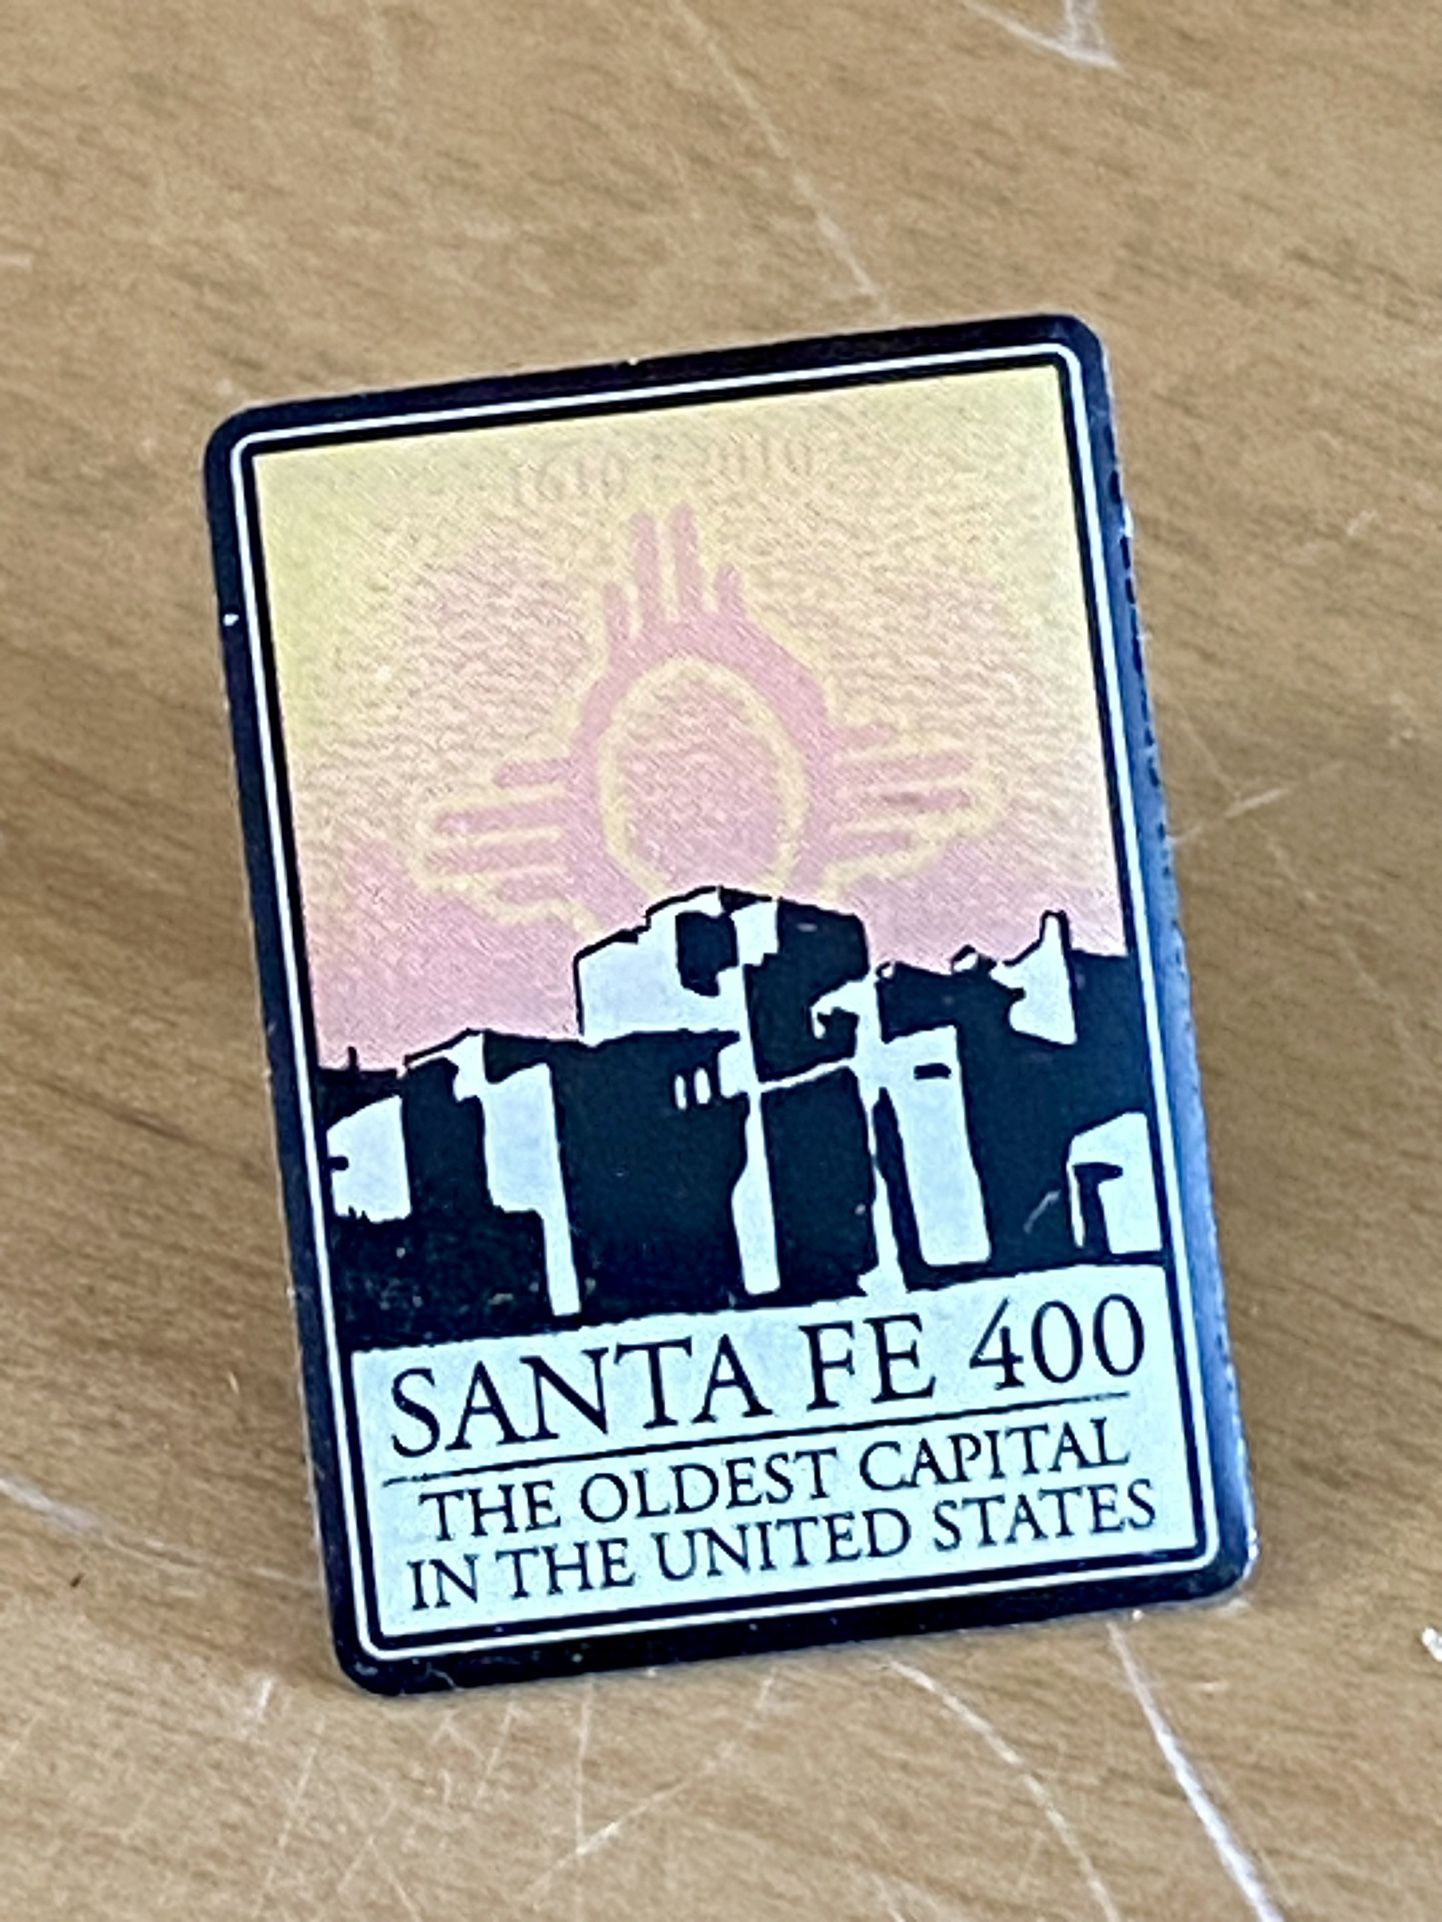 1610 - 2010
SANTA FE 400
THE OLDEST CAPITAL
IN THE UNITED STATES